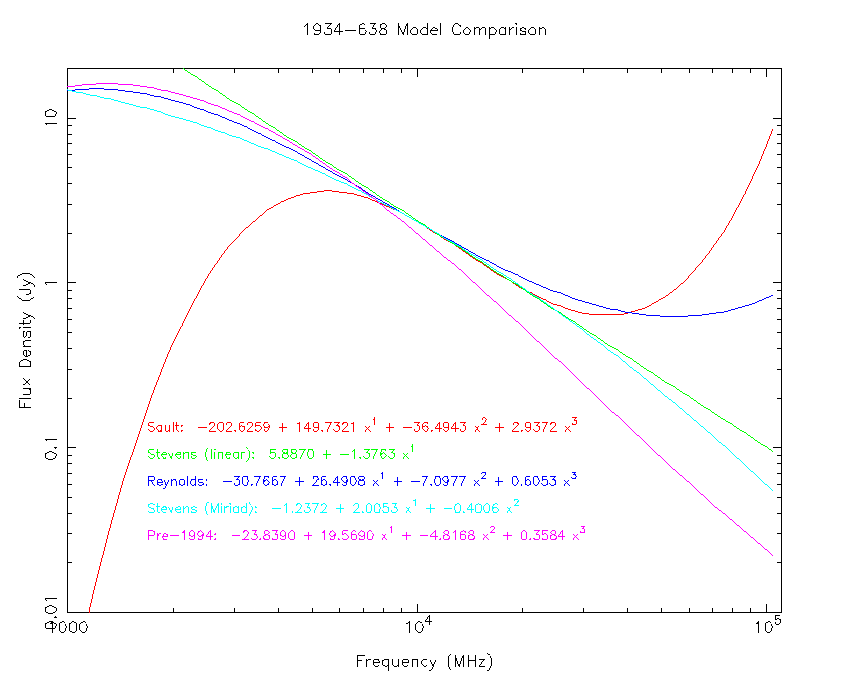 1934−638 Model Comparison
10
1
0.1
0.01
Flux Density (Jy)
Sault: −202.6259 + 149.7321 x¹ + −36.4943 x² + 2.9372 x³
Stevens (linear): 5.8870 + −1.3763 x¹
Reynolds: −30.7667 + 26.4908 x¹ + −7.0977 x² + 0.6053 x³
Stevens (Miriad): −1.2372 + 2.0053 x¹ + −0.4006 x²
Pre−1994: −23.8390 + 19.5690 x¹ + −4.8168 x² + 0.3584 x³
1000 10⁴ 10⁵
Frequency (MHz)